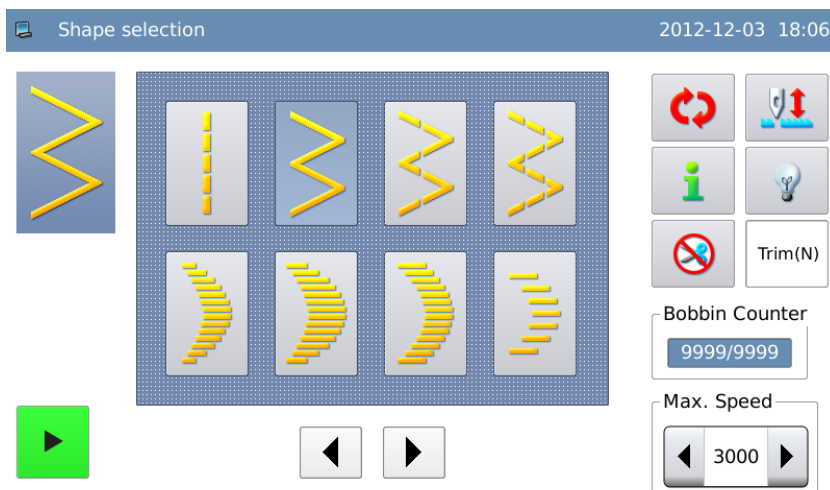 Shape selection 2012-12-03 18:06
Trim(N)
Bobbin Counter
9999/9999
Max. Speed
3000